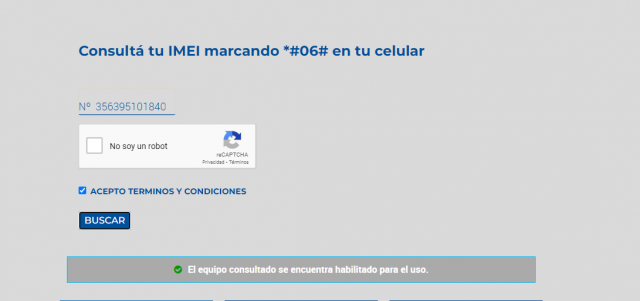 Consultá tu IMEI marcando *#06# en tu celular
Nº 356395101840
No soy un robot
reCAPTCHA
Privacidad - Términos
ACEPTO TERMINOS Y CONDICIONES
BUSCAR
El equipo consultado se encuentra habilitado para el uso.